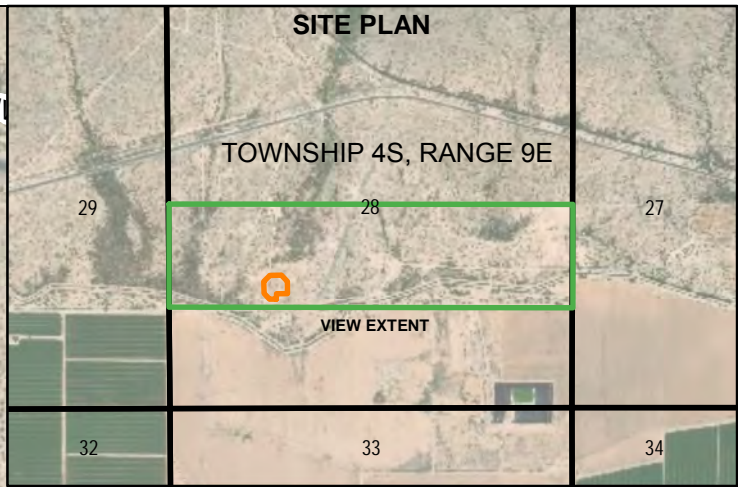 SITE PLAN
TOWNSHIP 4S, RANGE 9E
29
28
27
VIEW EXTENT
32
33
34